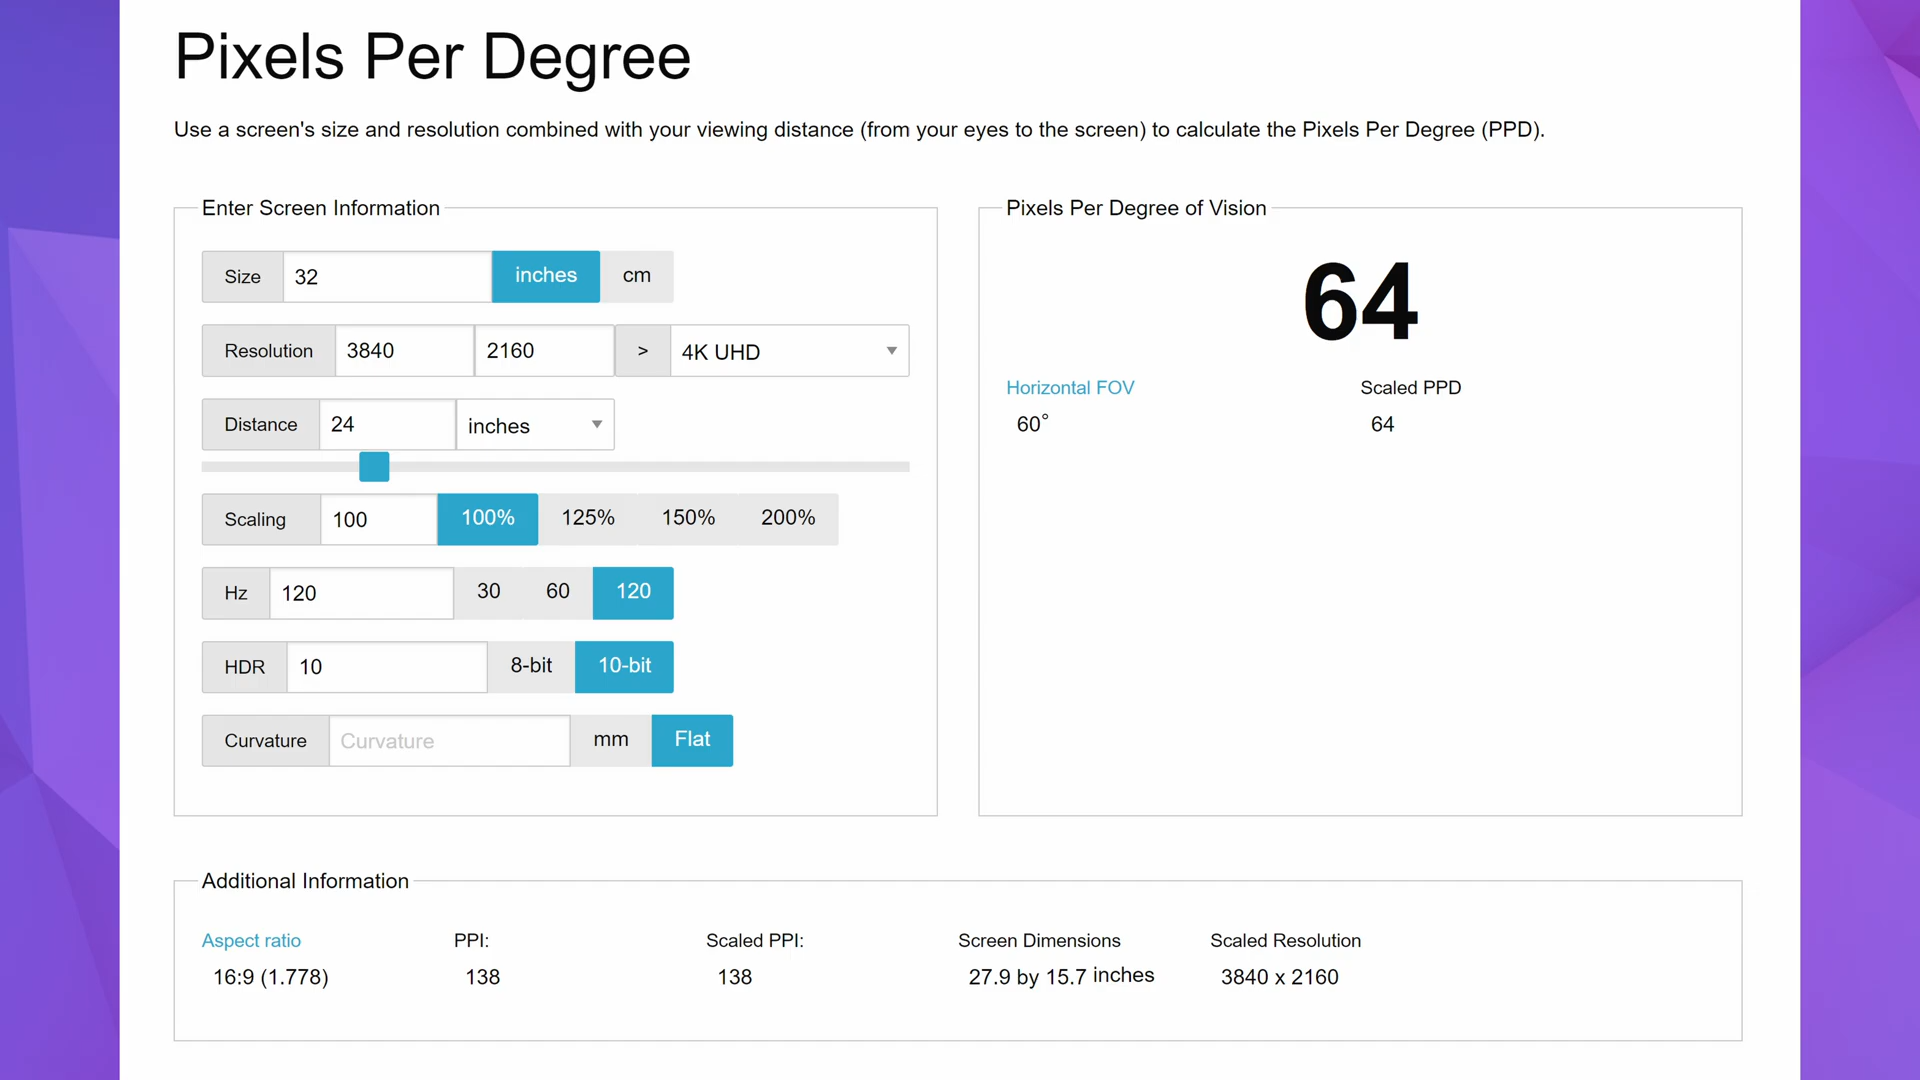 Pixels Per Degree
Use a screen's size and resolution combined with your viewing distance (from your eyes to the screen) to calculate the Pixels Per Degree (PPD).
Enter Screen Information
Size 32 inches cm
Resolution 3840 2160 > 4K UHD
Distance 24 inches
Scaling 100 100% 125% 150% 200%
Hz 120 30 60 120
HDR 10 8-bit 10-bit
Curvature Curvature mm Flat
Pixels Per Degree of Vision
64
Horizontal FOV Scaled PPD
60° 64
Additional Information
Aspect ratio PPI: Scaled PPI: Screen Dimensions Scaled Resolution
16:9 (1.778) 138 138 27.9 by 15.7 inches 3840 x 2160